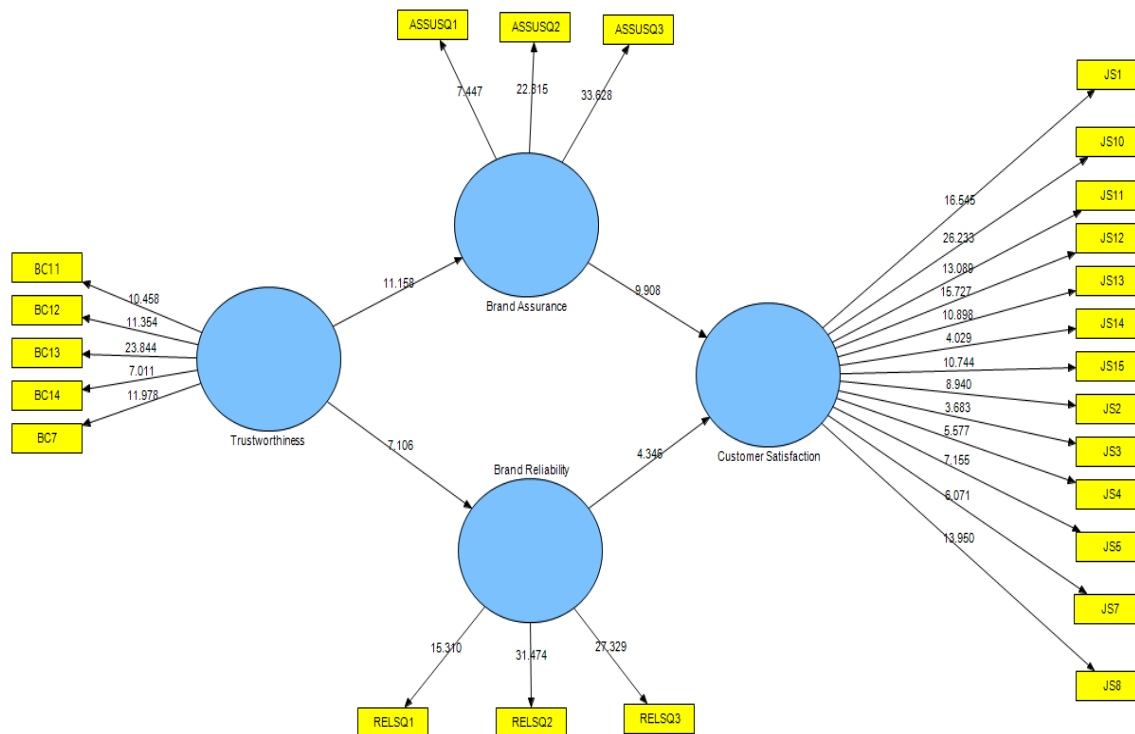 ASSUSQ1
ASSUSQ2
ASSUSQ3
7.447
22.815
33.628
JS1
JS10
JS11
JS12
JS13
JS14
JS15
JS2
JS3
JS4
JS5
JS7
JS8
16.545
26.233
13.089
15.727
10.898
4.029
10.744
8.940
3.683
5.577
7.155
6.071
13.950
BC11
BC12
BC13
BC14
BC7
10.458
11.354
23.844
7.011
11.978
Trustworthiness
11.158
Brand Assurance
9.908
7.106
Brand Reliability
4.346
Customer Satisfaction
15.310
31.474
27.329
RELSQ1
RELSQ2
RELSQ3